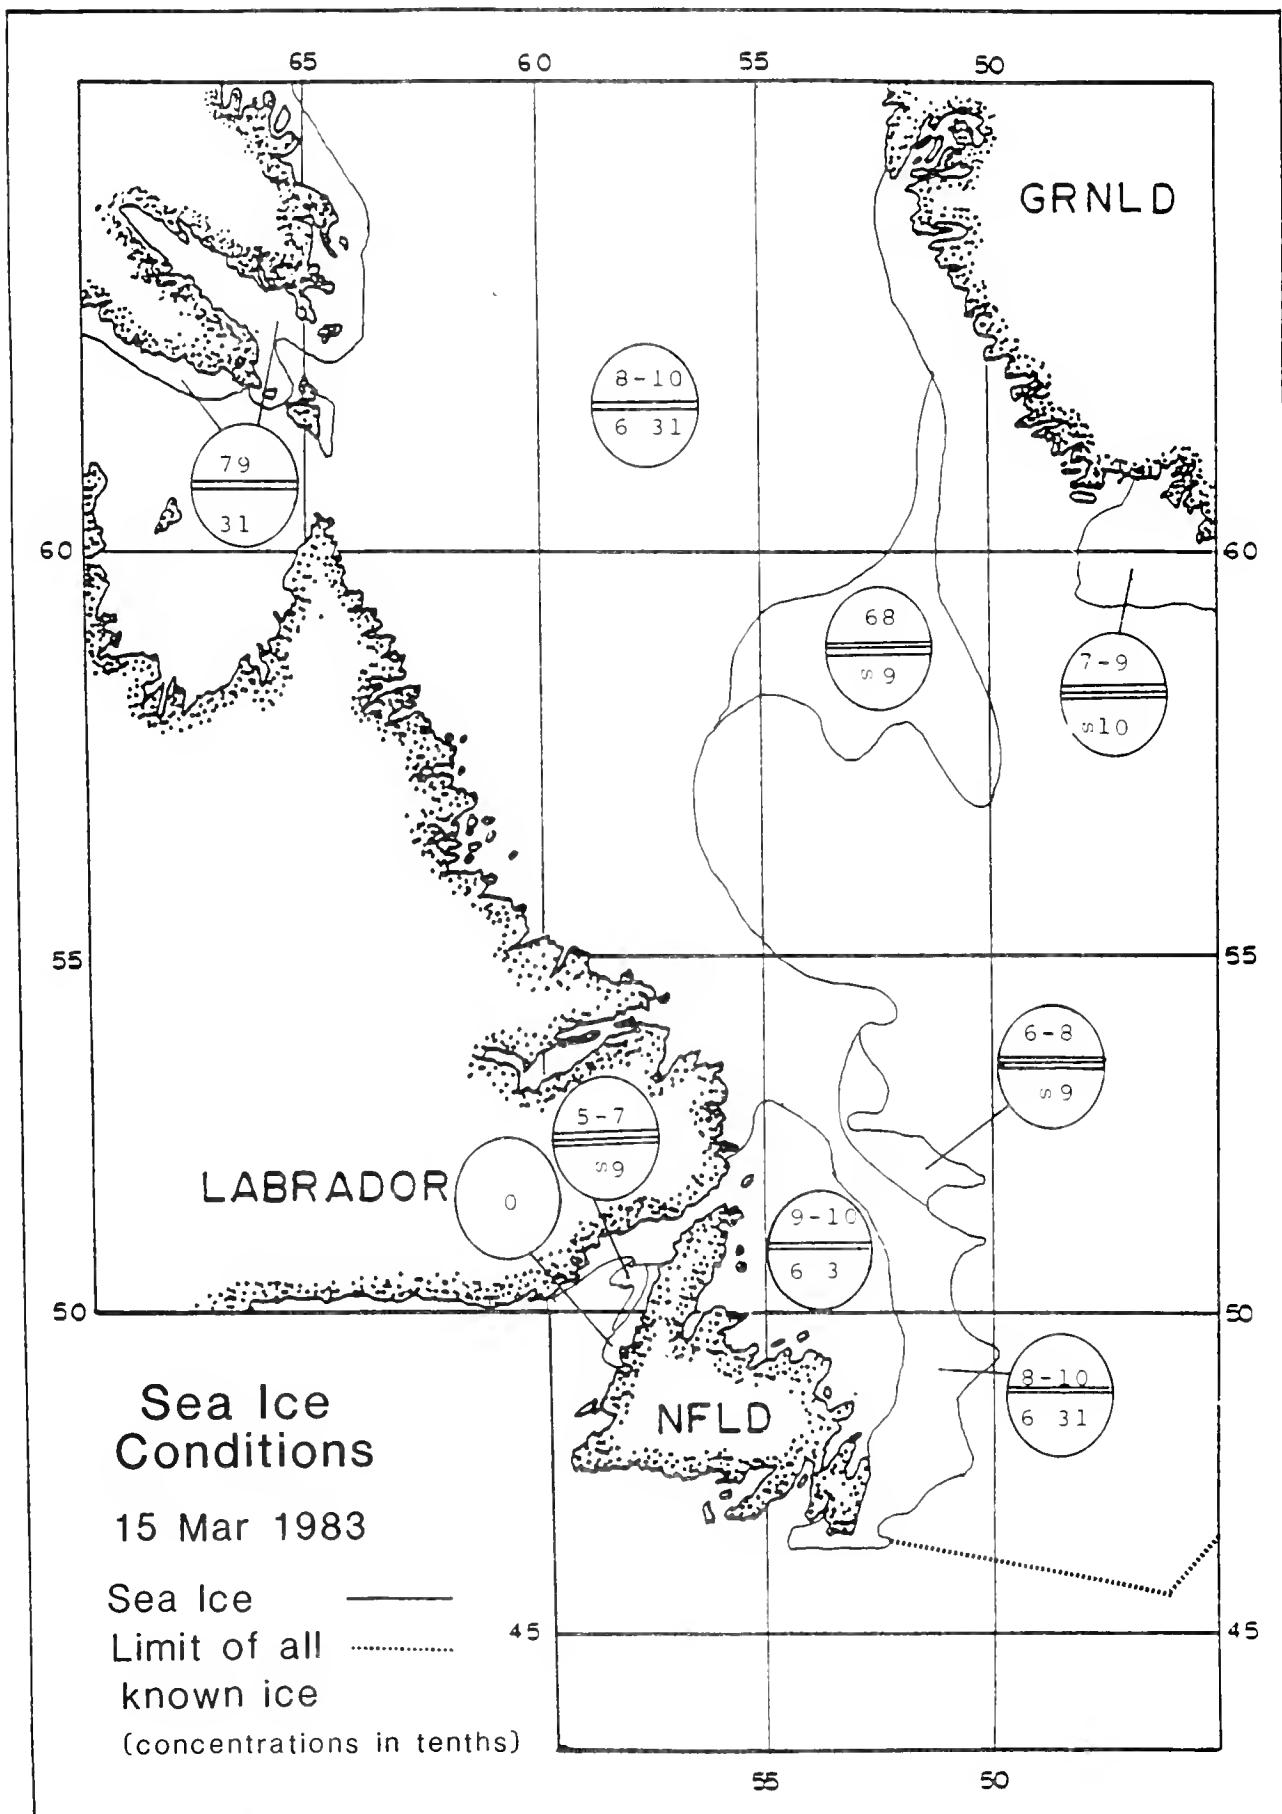 65 60 55 50
GRNLD
8-10
6 31
79
31
60 60
68
s 9
7-9
s10
55 55
6-8
s 9
5-7
s9
LABRADOR
0
9-10
6 3
50 50
8-10
6 31
NFLD
Sea Ice
Conditions
15 Mar 1983
Sea Ice
Limit of all
known ice
(concentrations in tenths)
45 45
55 50